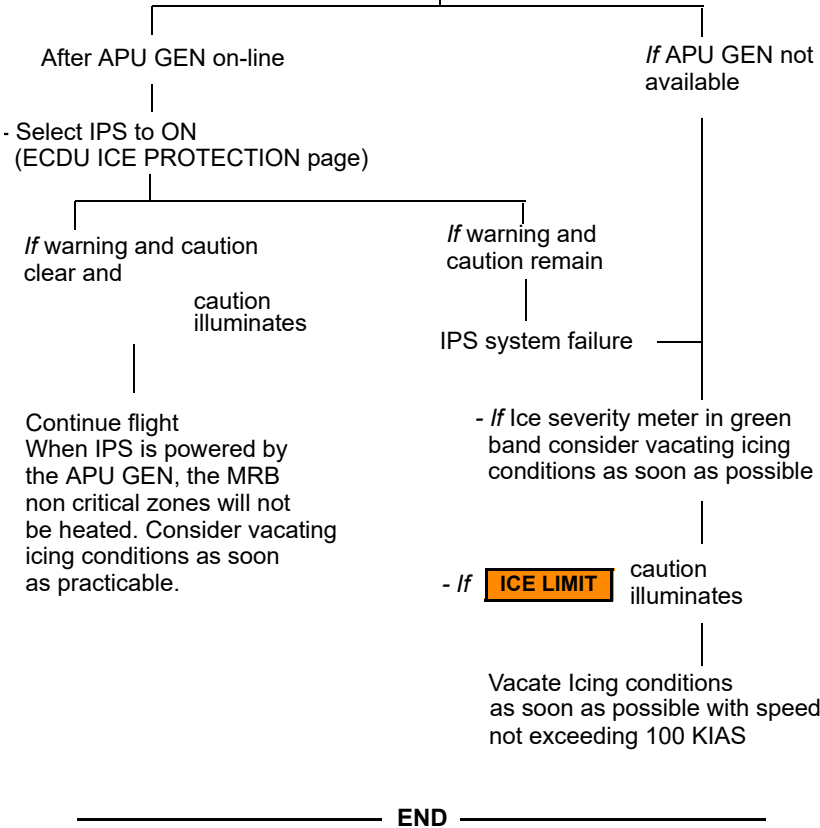 After APU GEN on-line
- Select IPS to ON
(ECDU ICE PROTECTION page)
If warning and caution
clear and
caution
illuminates
Continue flight
When IPS is powered by
the APU GEN, the MRB
non critical zones will not
be heated. Consider vacating
icing conditions as soon
as practicable.
If warning and
caution remain
IPS system failure
If APU GEN not
available
- If Ice severity meter in green
band consider vacating icing
conditions as soon as possible
- If ICE LIMIT caution
illuminates
Vacate Icing conditions
as soon as possible with speed
not exceeding 100 KIAS
END